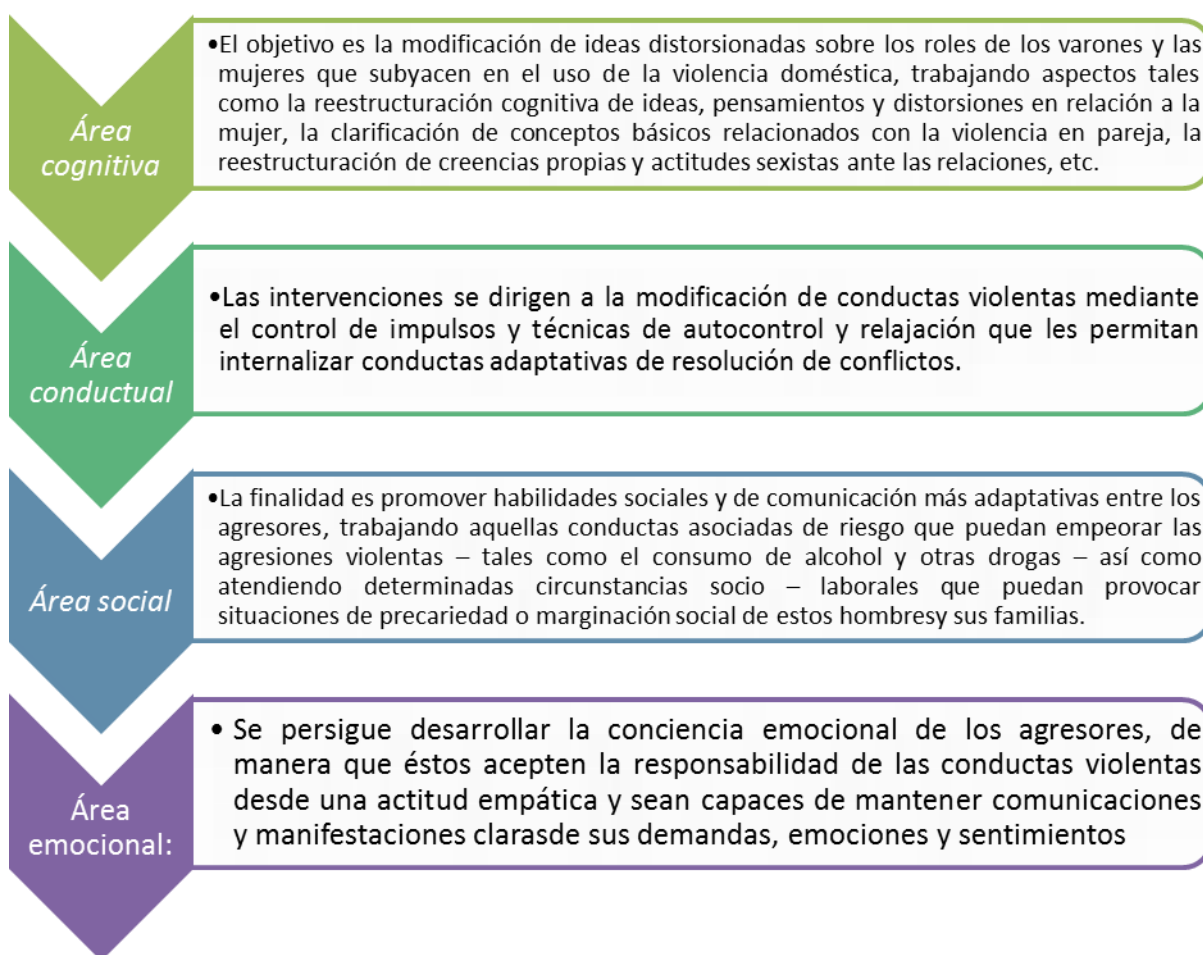 Área
cognitiva
•El objetivo es la modificación de ideas distorsionadas sobre los roles de los varones y las
mujeres que subyacen en el uso de la violencia doméstica, trabajando aspectos tales
como la reestructuración cognitiva de ideas, pensamientos y distorsiones en relación a la
mujer, la clarificación de conceptos básicos relacionados con la violencia en pareja, la
reestructuración de creencias propias y actitudes sexistas ante las relaciones, etc.
Área
conductual
•Las intervenciones se dirigen a la modificación de conductas violentas mediante
el control de impulsos y técnicas de autocontrol y relajación que les permitan
internalizar conductas adaptativas de resolución de conflictos.
Área social
•La finalidad es promover habilidades sociales y de comunicación más adaptativas entre los
agresores, trabajando aquellas conductas asociadas de riesgo que puedan empeorar las
agresiones violentas – tales como el consumo de alcohol y otras drogas – así como
atendiendo determinadas circunstancias socio – laborales que puedan provocar
situaciones de precariedad o marginación social de estos hombresy sus familias.
Área
emocional:
• Se persigue desarrollar la conciencia emocional de los agresores, de
manera que éstos acepten la responsabilidad de las conductas violentas
desde una actitud empática y sean capaces de mantener comunicaciones
y manifestaciones clarasde sus demandas, emociones y sentimientos